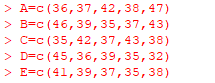 > A=c(36,37,42,38,47)
> B=c(46,39,35,37,43)
> C=c(35,42,37,43,38)
> D=c(45,36,39,35,32)
> E=c(41,39,37,35,38)